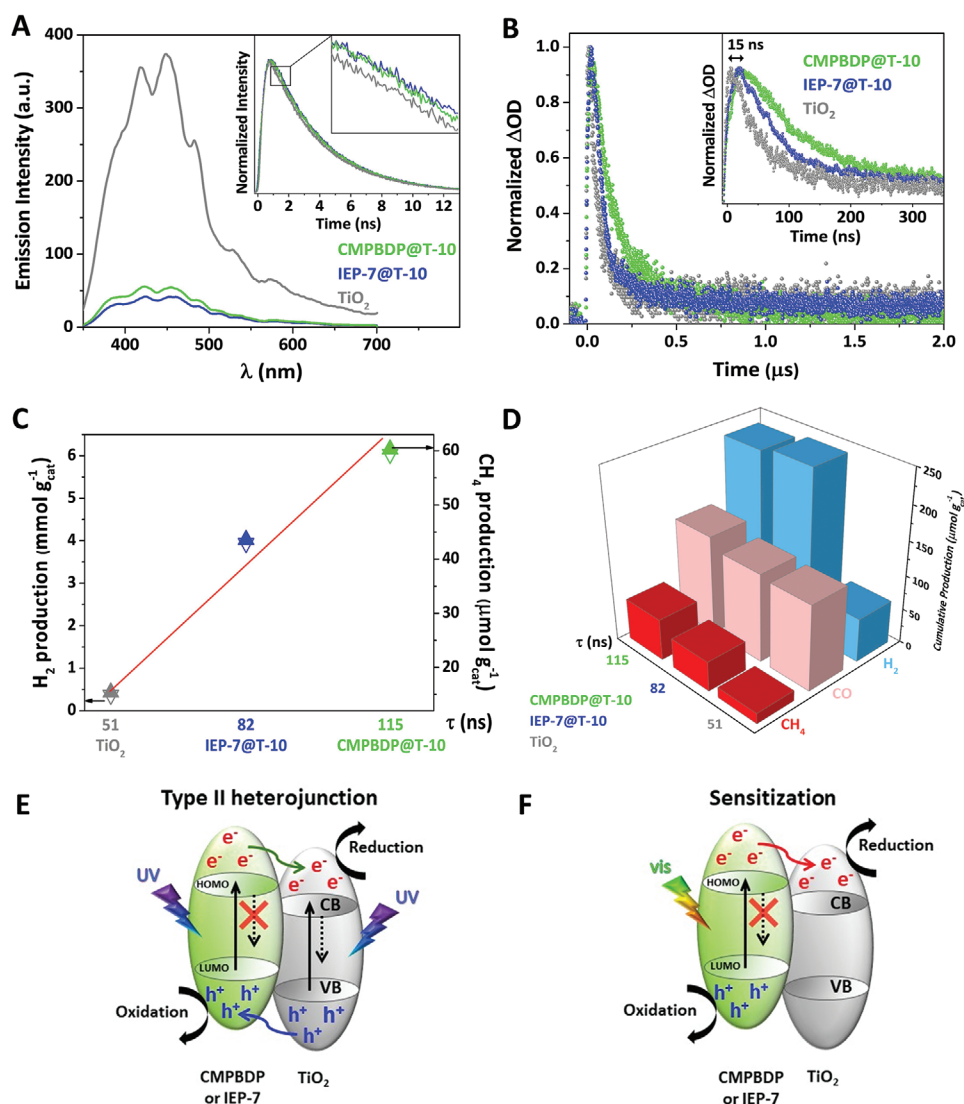 A
400
350
300
250
200
150
100
50
0
Emission Intensity (a.u.)
400
500
600
700
λ (nm)
Normalized Intensity
0
2
4
6
8
10
12
Time (ns)
CMPBDP@T-10
IEP-7@T-10
TiO₂
B
1.0
0.8
0.6
0.4
0.2
0.0
Normalized ΔOD
0.0
0.5
1.0
1.5
2.0
Time (μs)
15 ns
CMPBDP@T-10
IEP-7@T-10
TiO₂
Normalized ΔOD
0
100
200
300
Time (ns)
C
6
5
4
3
2
1
0
H₂ production (mmol g⁻¹cat)
60
50
40
30
20
CH₄ production (μmol g⁻¹cat)
51
82
115
τ (ns)
TiO₂
IEP-7@T-10
CMPBDP@T-10
D
250
200
150
100
50
0
Cumulative Production (μmol g⁻¹cat)
τ (ns)
115
82
51
CMPBDP@T-10
IEP-7@T-10
TiO₂
H₂
CO
CH₄
E
Type II heterojunction
e⁻
e⁻ e⁻
e⁻
e⁻ e⁻
Reduction
UV
UV
HOMO
CB
LUMO
VB
h⁺ h⁺
h⁺
h⁺ h⁺
h⁺
Oxidation
CMPBDP
or IEP-7
TiO₂
F
Sensitization
e⁻
e⁻ e⁻
e⁻
e⁻ e⁻
Reduction
vis
HOMO
CB
LUMO
VB
h⁺ h⁺
h⁺
Oxidation
CMPBDP
or IEP-7
TiO₂